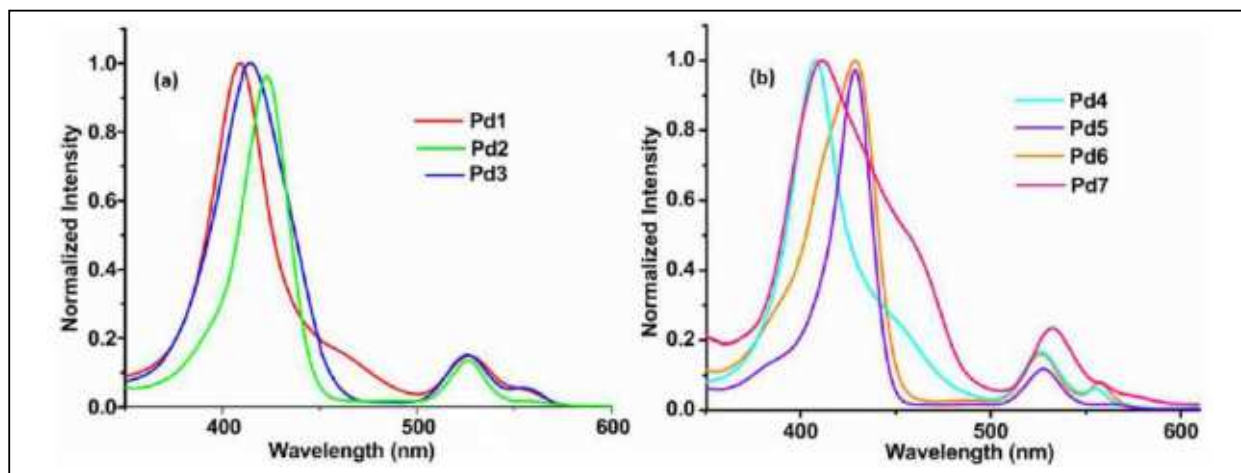 (a)
Pd1
Pd2
Pd3
1.0
0.8
0.6
0.4
0.2
0.0
400
500
600
Normalized Intensity
Wavelength (nm)
(b)
Pd4
Pd5
Pd6
Pd7
1.0
0.8
0.6
0.4
0.2
0.0
400
500
600
Normalized Intensity
Wavelength (nm)